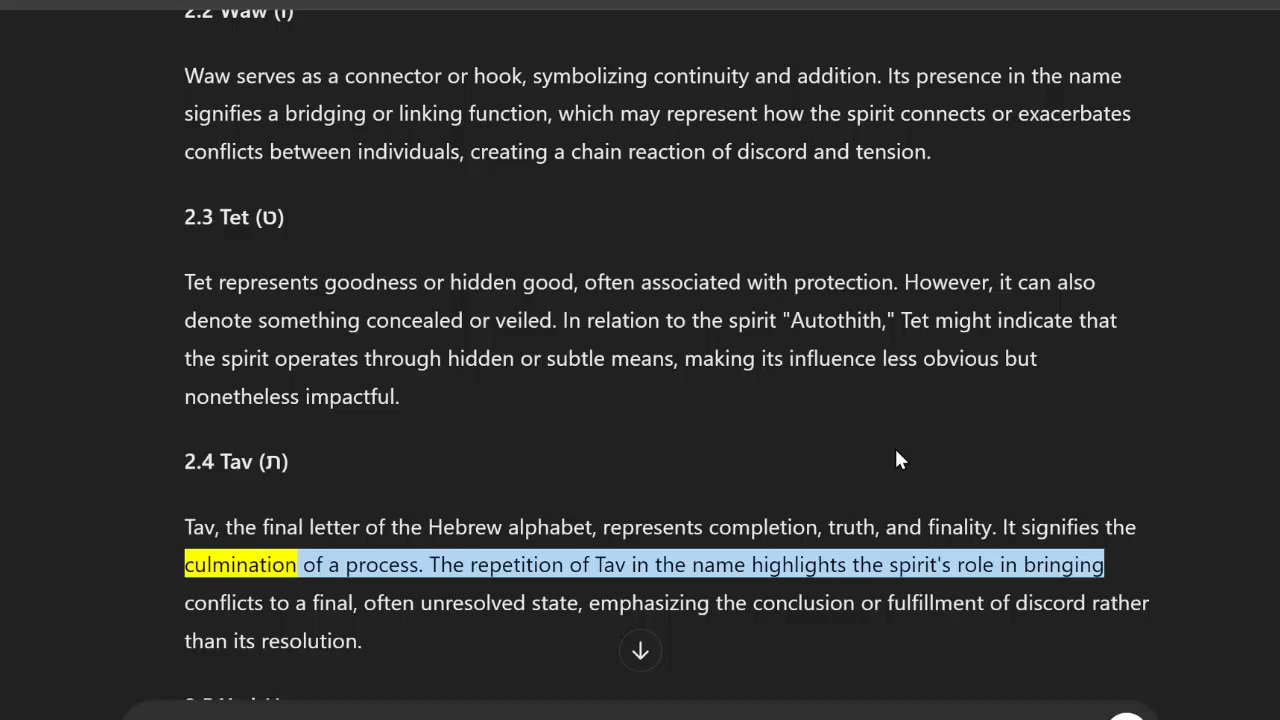 2.2 Waw (ו)
Waw serves as a connector or hook, symbolizing continuity and addition. Its presence in the name
signifies a bridging or linking function, which may represent how the spirit connects or exacerbates
conflicts between individuals, creating a chain reaction of discord and tension.
2.3 Tet (ט)
Tet represents goodness or hidden good, often associated with protection. However, it can also
denote something concealed or veiled. In relation to the spirit "Autothith," Tet might indicate that
the spirit operates through hidden or subtle means, making its influence less obvious but
nonetheless impactful.
2.4 Tav (ת)
Tav, the final letter of the Hebrew alphabet, represents completion, truth, and finality. It signifies the
culmination of a process. The repetition of Tav in the name highlights the spirit's role in bringing
conflicts to a final, often unresolved state, emphasizing the conclusion or fulfillment of discord rather
than its resolution.